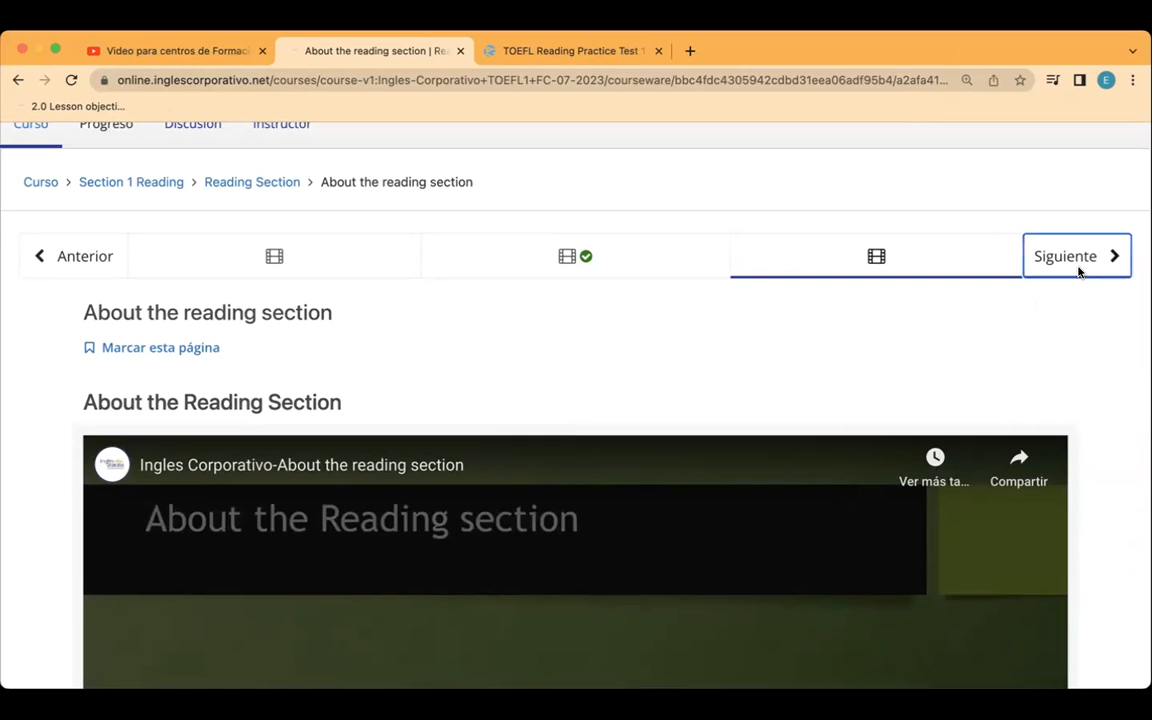 Video para centros de Formaci
About the reading section | Re
TOEFL Reading Practice Test 1
online.inglescorporativo.net/courses/course-v1:Ingles-Corporativo+TOEFL1+FC-07-2023/courseware/bbc4fdc4305942cdbd31eea06adf95b4/a2afa41...
E
2.0 Lesson objecti...
Curso Progreso Discusión Instructor
Curso > Section 1 Reading > Reading Section > About the reading section
Anterior
Siguiente
About the reading section
Marcar esta página
About the Reading Section
Ingles Corporativo-About the reading section
Ver más ta...
Compartir
About the Reading section